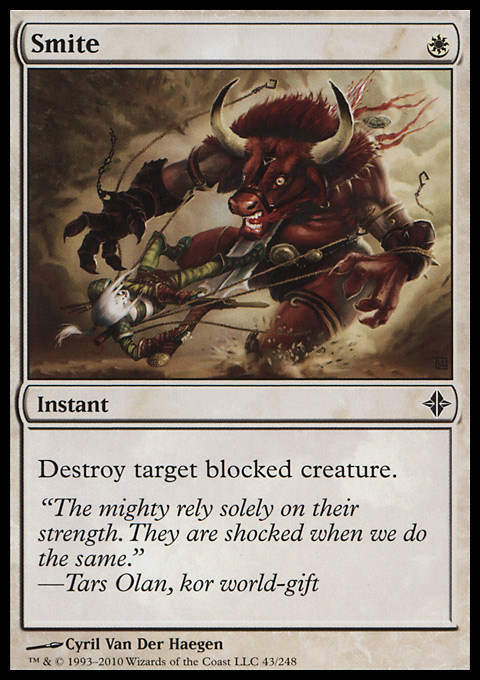 Smite
Instant
Destroy target blocked creature.
“The mighty rely solely on their
strength. They are shocked when we do
the same.”
—Tars Olan, kor world-gift
Cyril Van Der Haegen
™ & © 1993–2010 Wizards of the Coast LLC 43/248